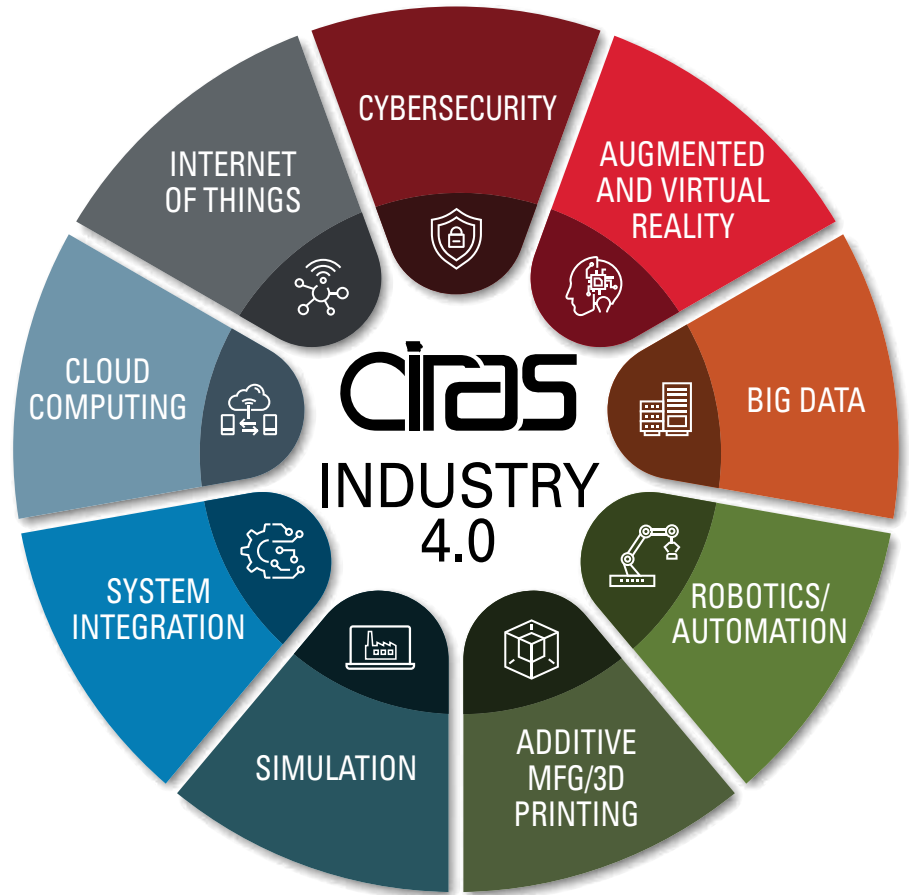 CYBERSECURITY
AUGMENTED
AND VIRTUAL
REALITY
BIG DATA
ROBOTICS/
AUTOMATION
ADDITIVE
MFG/3D
PRINTING
SIMULATION
SYSTEM
INTEGRATION
CLOUD
COMPUTING
INTERNET
OF THINGS
ciras
INDUSTRY
4.0